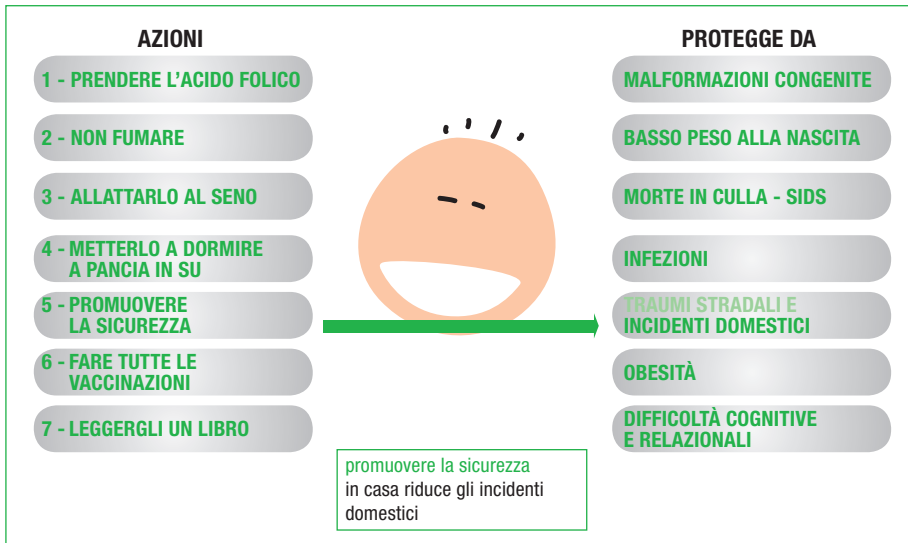 AZIONI
1 - PRENDERE L'ACIDO FOLICO
2 - NON FUMARE
3 - ALLATTARLO AL SENO
4 - METTERLO A DORMIRE
A PANCIA IN SU
5 - PROMUOVERE
LA SICUREZZA
6 - FARE TUTTE LE
VACCINAZIONI
7 - LEGGERGLI UN LIBRO
PROTEGGE DA
MALFORMAZIONI CONGENITE
BASSO PESO ALLA NASCITA
MORTE IN CULLA - SIDS
INFEZIONI
TRAUMI STRADALI E
INCIDENTI DOMESTICI
OBESITÀ
DIFFICOLTÀ COGNITIVE
E RELAZIONALI
promuovere la sicurezza
in casa riduce gli incidenti
domestici